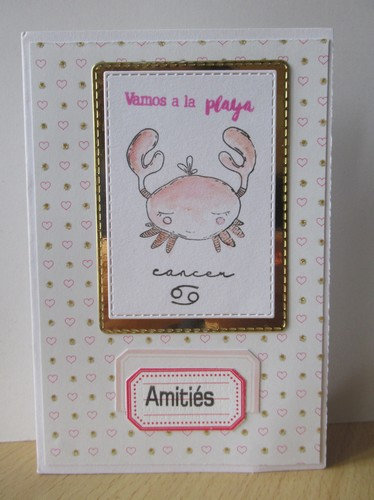 Vamos a la playa
cancer
♋
Amitiés